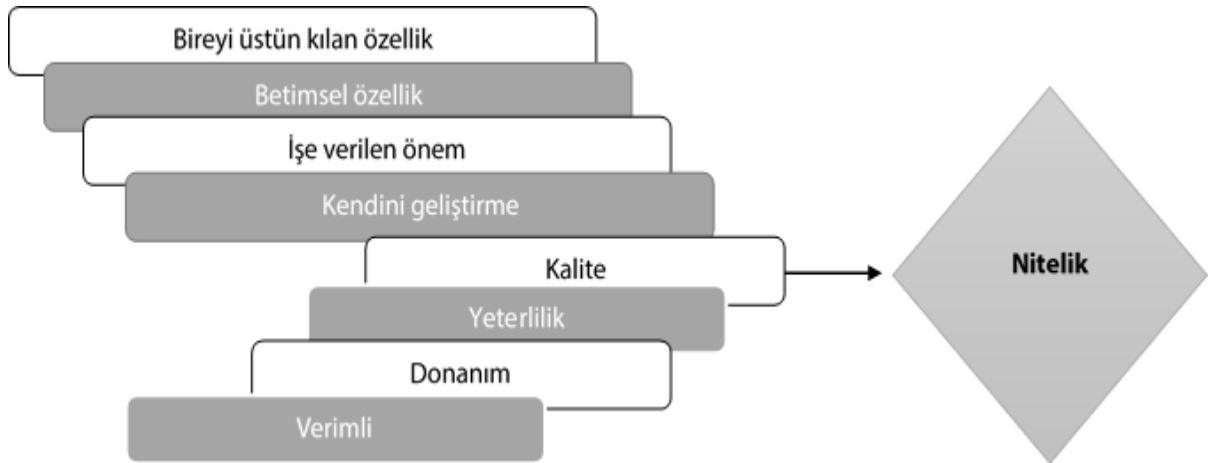 Bireyi üstün kılan özellik
Betimsel özellik
İşe verilen önem
Kendini geliştirme
Kalite
Yeterlilik
Donanım
Verimli
Nitelik